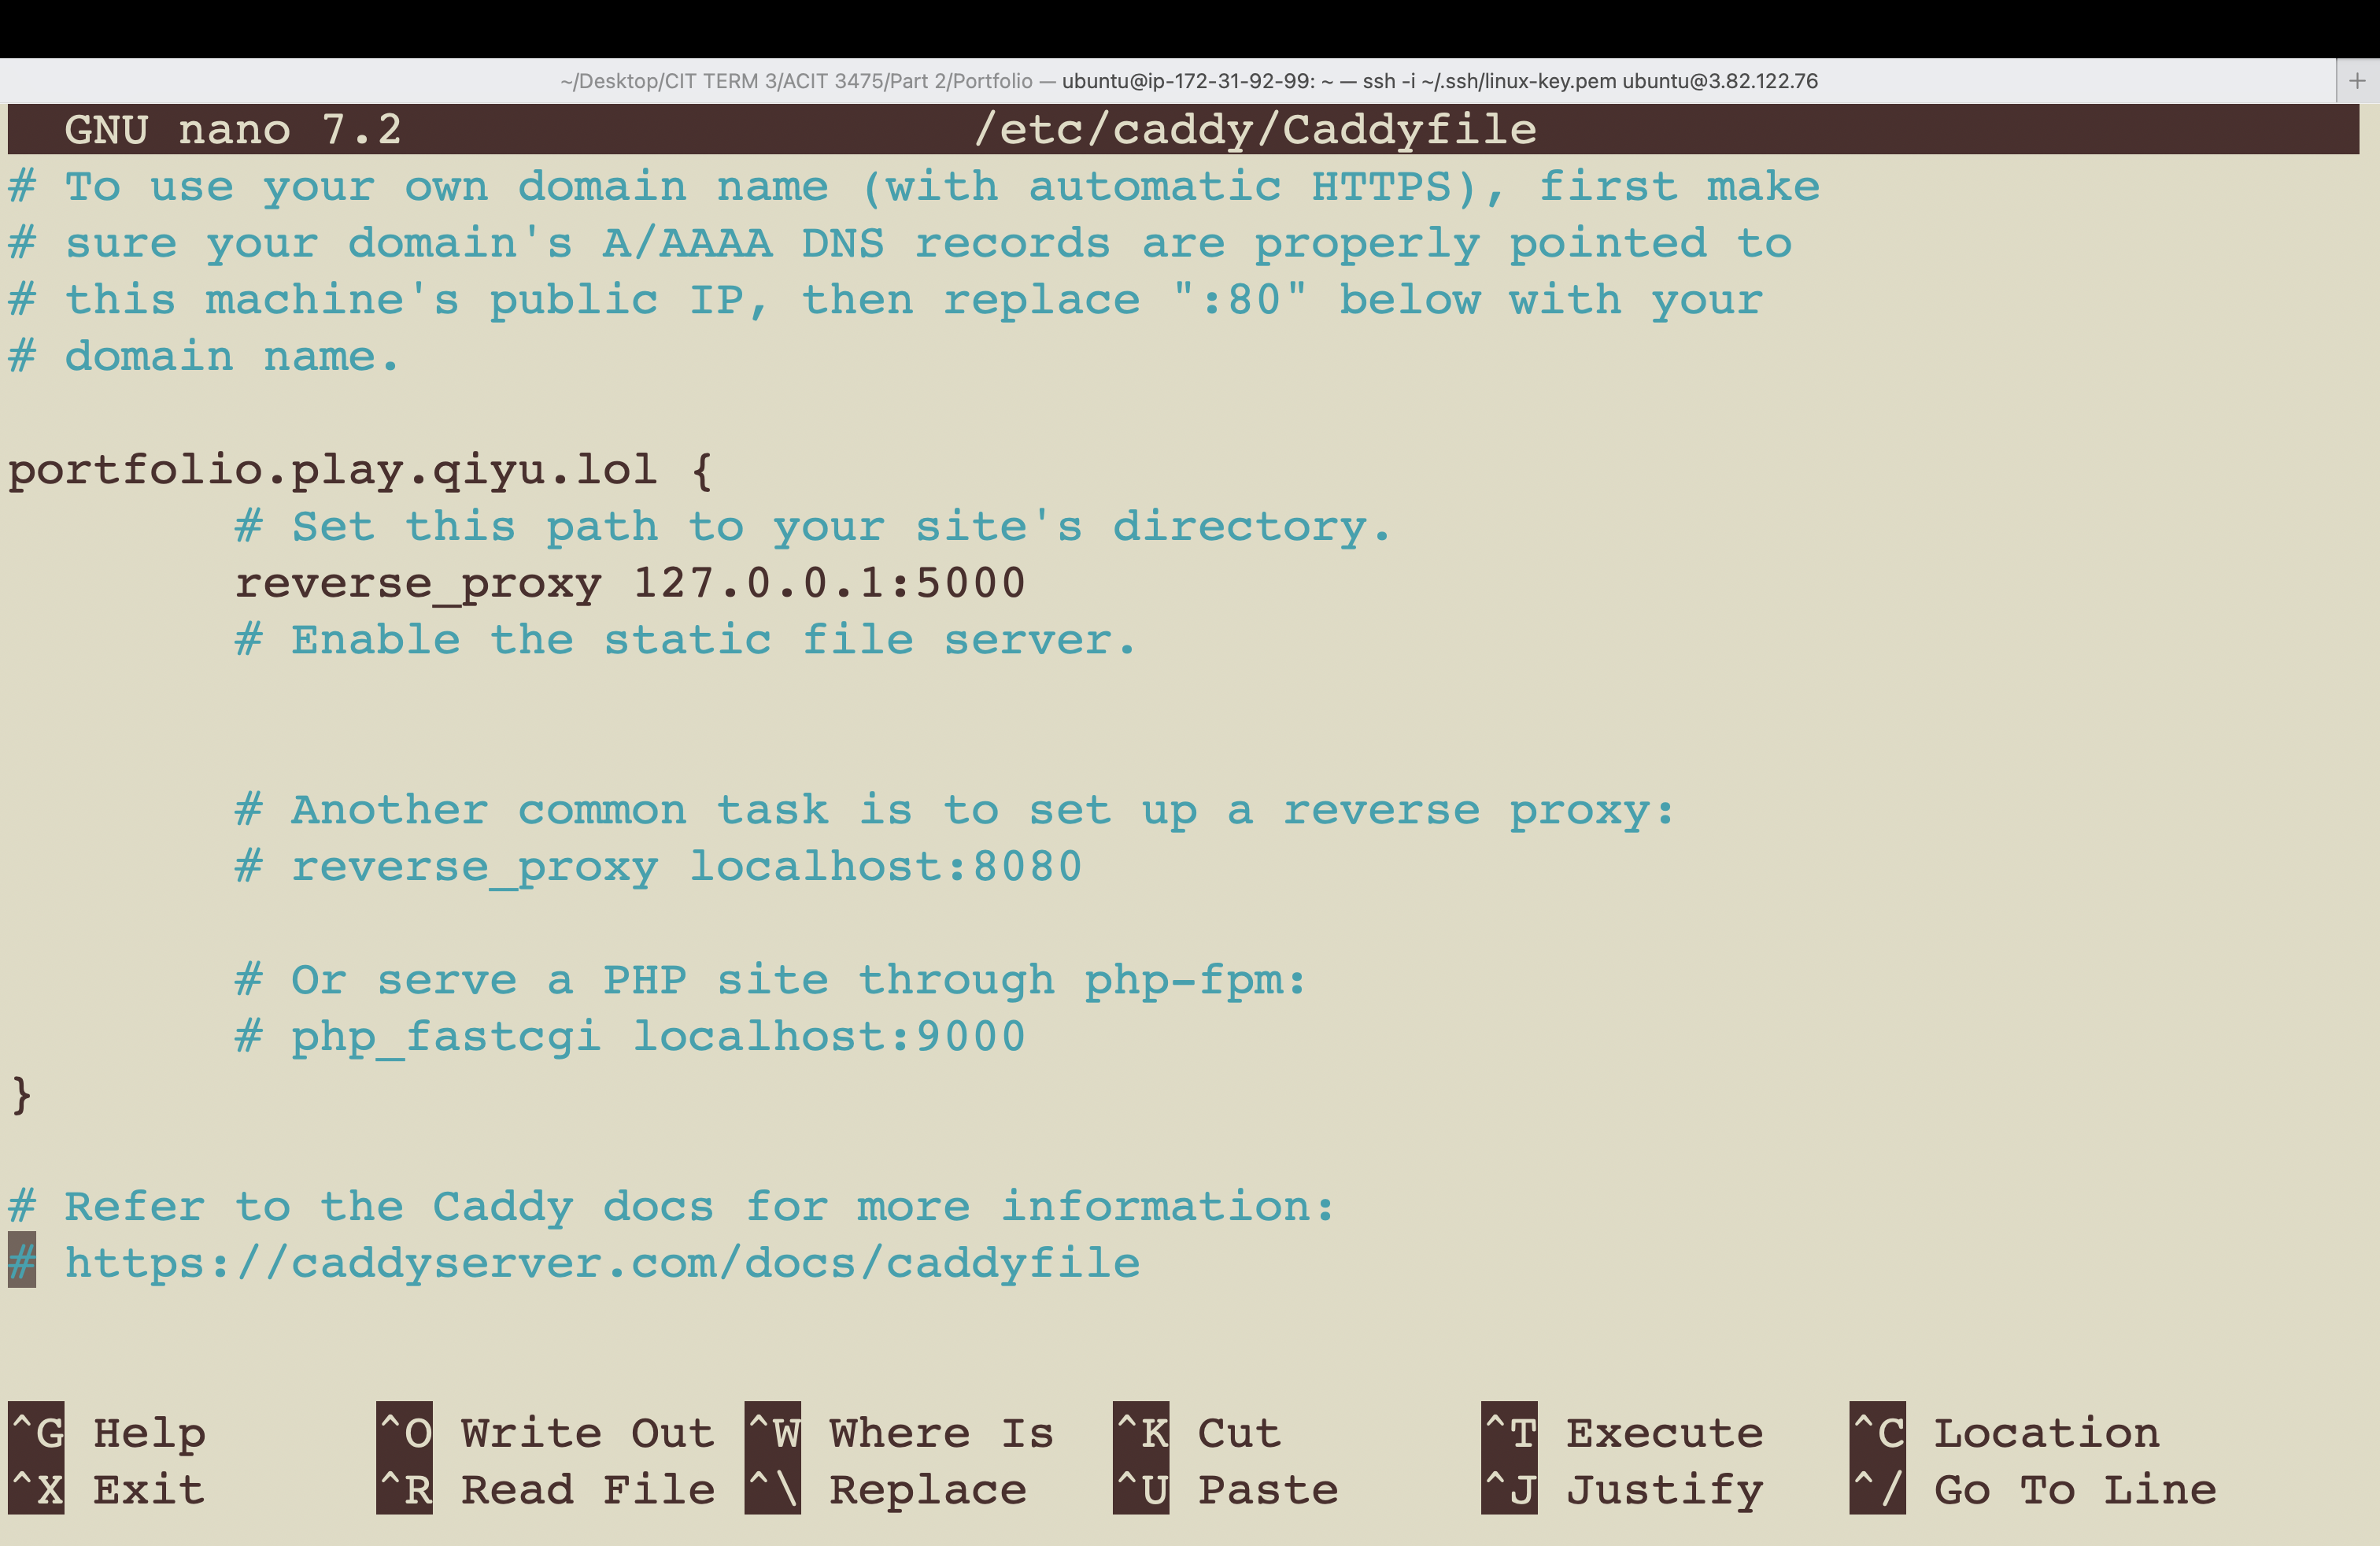 ~/Desktop/CIT TERM 3/ACIT 3475/Part 2/Portfolio — ubuntu@ip-172-31-92-99: ~ — ssh -i ~/.ssh/linux-key.pem ubuntu@3.82.122.76 +
GNU nano 7.2 /etc/caddy/Caddyfile
# To use your own domain name (with automatic HTTPS), first make
# sure your domain's A/AAAA DNS records are properly pointed to
# this machine's public IP, then replace ":80" below with your
# domain name.
portfolio.play.qiyu.lol {
# Set this path to your site's directory.
reverse_proxy 127.0.0.1:5000
# Enable the static file server.
# Another common task is to set up a reverse proxy:
# reverse_proxy localhost:8080
# Or serve a PHP site through php-fpm:
# php_fastcgi localhost:9000
}
# Refer to the Caddy docs for more information:
# https://caddyserver.com/docs/caddyfile
^G Help ^O Write Out ^W Where Is ^K Cut ^T Execute ^C Location
^X Exit ^R Read File ^\ Replace ^U Paste ^J Justify ^/ Go To Line